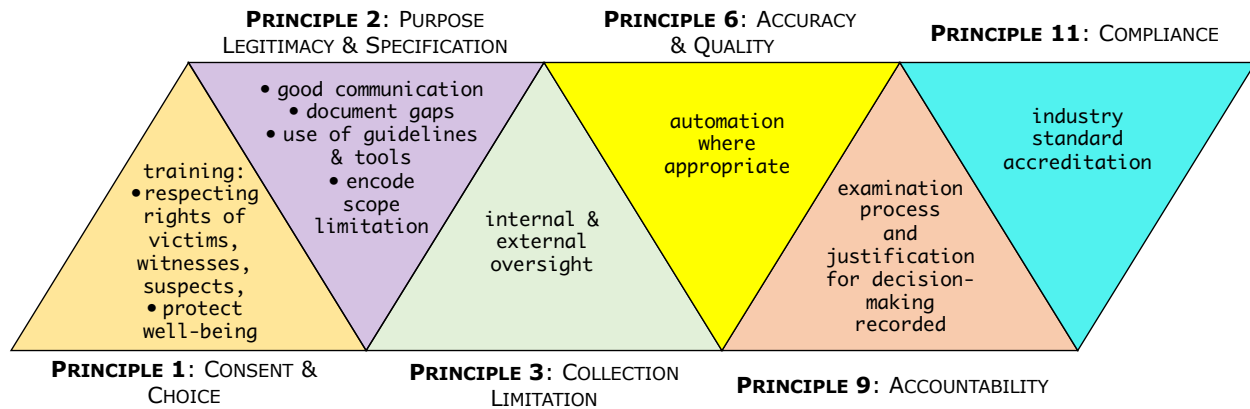 PRINCIPLE 2: PURPOSE
LEGITIMACY & SPECIFICATION
PRINCIPLE 6: ACCURACY
& QUALITY
PRINCIPLE 11: COMPLIANCE
training:
• respecting
rights of
victims,
witnesses,
suspects,
• protect
well-being
• good communication
• document gaps
• use of guidelines
& tools
• encode
scope
limitation
internal &
external
oversight
automation
where
appropriate
examination
process
and
justification
for decision-
making
recorded
industry
standard
accreditation
PRINCIPLE 1: CONSENT &
CHOICE
PRINCIPLE 3: COLLECTION
LIMITATION
PRINCIPLE 9: ACCOUNTABILITY